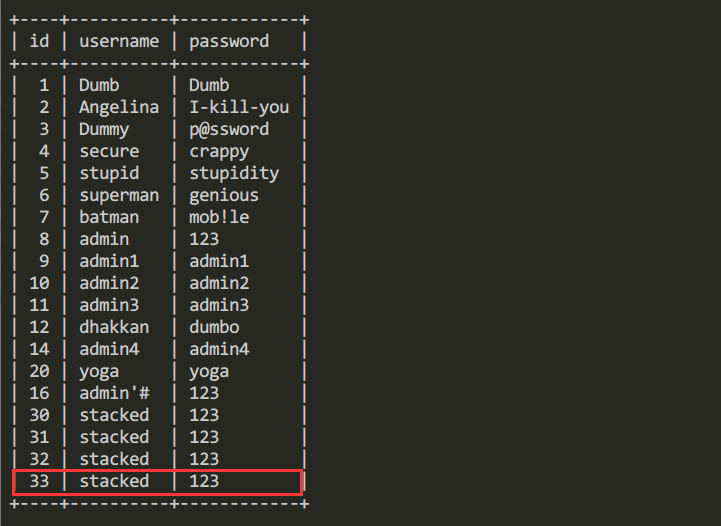 +----+----------+------------+
| id | username | password   |
+----+----------+------------+
|  1 | Dumb     | Dumb       |
|  2 | Angelina | I-kill-you |
|  3 | Dummy    | p@ssword   |
|  4 | secure   | crappy     |
|  5 | stupid   | stupidity  |
|  6 | superman | genious    |
|  7 | batman   | mob!le     |
|  8 | admin    | 123        |
|  9 | admin1   | admin1     |
| 10 | admin2   | admin2     |
| 11 | admin3   | admin3     |
| 12 | dhakkan  | dumbo      |
| 14 | admin4   | admin4     |
| 20 | yoga     | yoga       |
| 16 | admin'#  | 123        |
| 30 | stacked  | 123        |
| 31 | stacked  | 123        |
| 32 | stacked  | 123        |
| 33 | stacked  | 123        |
+----+----------+------------+